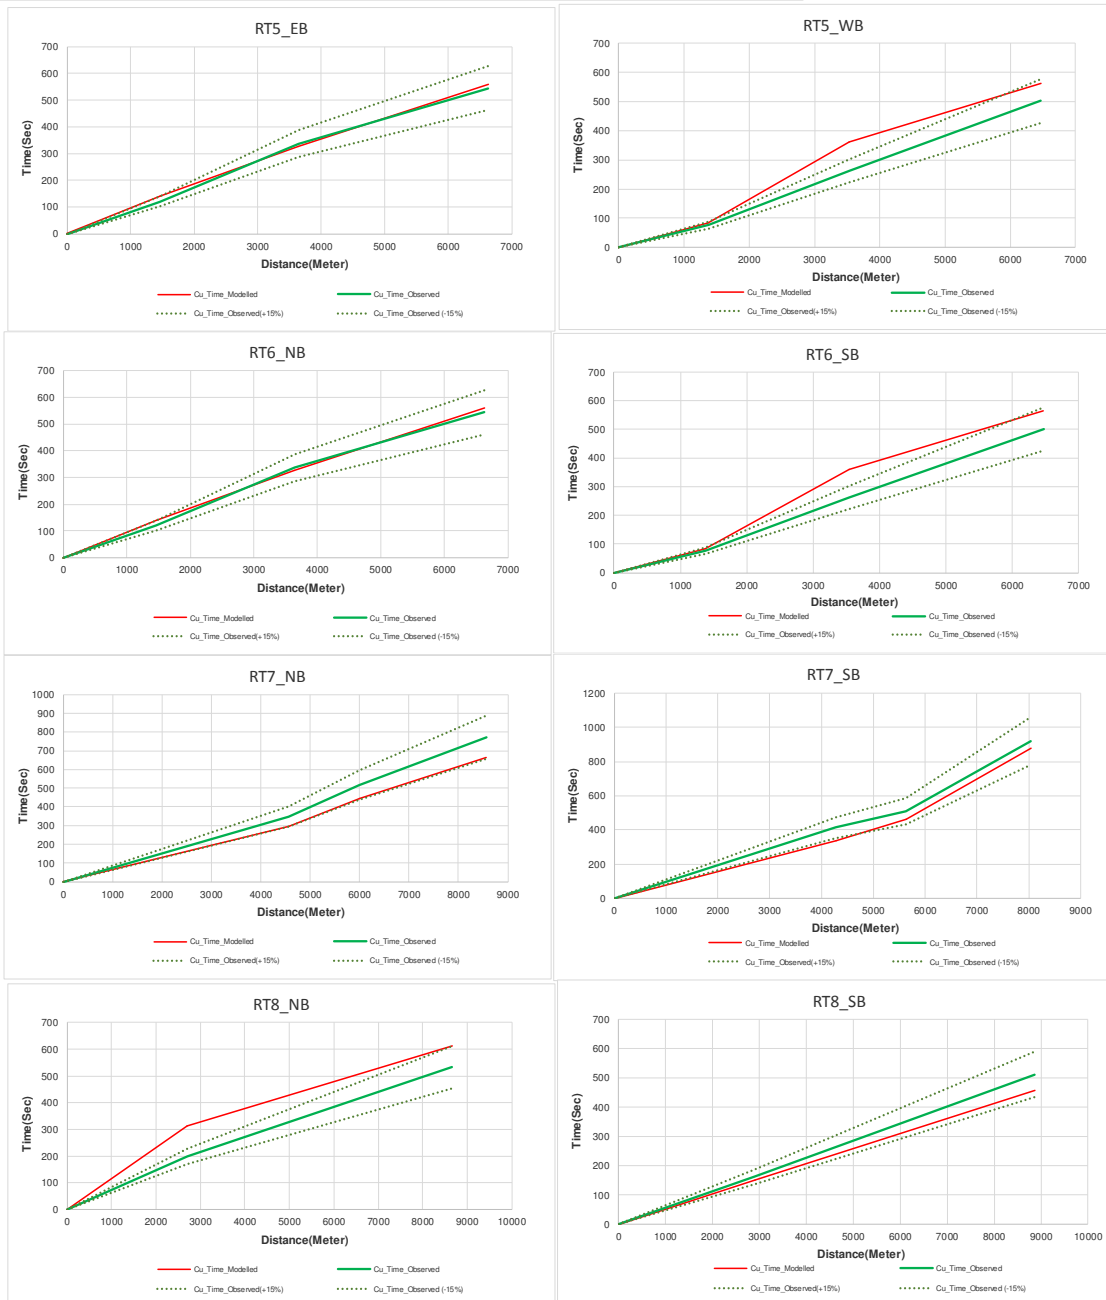 RT5_EB
700
600
500
400
300
200
100
0
Time(Sec)
0 1000 2000 3000 4000 5000 6000 7000
Distance(Meter)
Cu_Time_Modelled Cu_Time_Observed
Cu_Time_Observed(+15%) Cu_Time_Observed (-15%)
RT5_WB
700
600
500
400
300
200
100
0
Time(Sec)
0 1000 2000 3000 4000 5000 6000 7000
Distance(Meter)
Cu_Time_Modelled Cu_Time_Observed
Cu_Time_Observed(+15%) Cu_Time_Observed (-15%)
RT6_NB
700
600
500
400
300
200
100
0
Time(Sec)
0 1000 2000 3000 4000 5000 6000 7000
Distance(Meter)
Cu_Time_Modelled Cu_Time_Observed
Cu_Time_Observed(+15%) Cu_Time_Observed (-15%)
RT6_SB
700
600
500
400
300
200
100
0
Time(Sec)
0 1000 2000 3000 4000 5000 6000 7000
Distance(Meter)
Cu_Time_Modelled Cu_Time_Observed
Cu_Time_Observed(+15%) Cu_Time_Observed (-15%)
RT7_NB
1000
900
800
700
600
500
400
300
200
100
0
Time(Sec)
0 1000 2000 3000 4000 5000 6000 7000 8000 9000
Distance(Meter)
Cu_Time_Modelled Cu_Time_Observed
Cu_Time_Observed(+15%) Cu_Time_Observed (-15%)
RT7_SB
1200
1000
800
600
400
200
0
Time(Sec)
0 1000 2000 3000 4000 5000 6000 7000 8000 9000
Distance(Meter)
Cu_Time_Modelled Cu_Time_Observed
Cu_Time_Observed(+15%) Cu_Time_Observed (-15%)
RT8_NB
700
600
500
400
300
200
100
0
Time(Sec)
0 1000 2000 3000 4000 5000 6000 7000 8000 9000 10000
Distance(Meter)
Cu_Time_Modelled Cu_Time_Observed
Cu_Time_Observed(+15%) Cu_Time_Observed (-15%)
RT8_SB
700
600
500
400
300
200
100
0
Time(Sec)
0 1000 2000 3000 4000 5000 6000 7000 8000 9000 10000
Distance(Meter)
Cu_Time_Modelled Cu_Time_Observed
Cu_Time_Observed(+15%) Cu_Time_Observed (-15%)